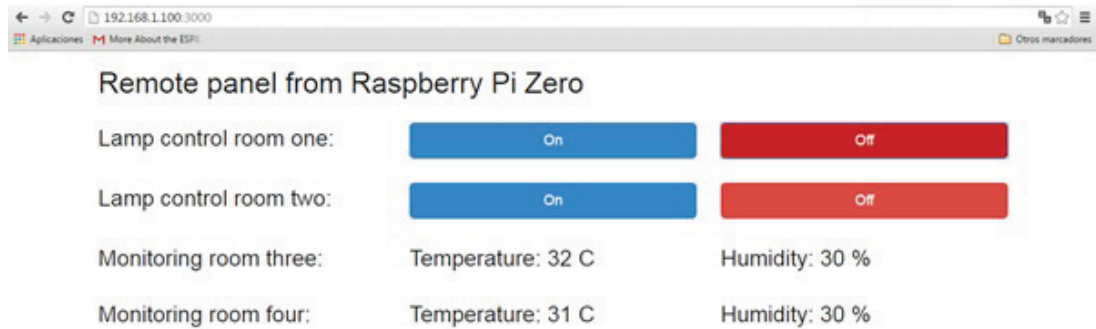 192.168.1.100:3000
Aplicaciones More About the ESP8 Otros marcadores
Remote panel from Raspberry Pi Zero
Lamp control room one: On Off
Lamp control room two: On Off
Monitoring room three: Temperature: 32 C Humidity: 30 %
Monitoring room four: Temperature: 31 C Humidity: 30 %